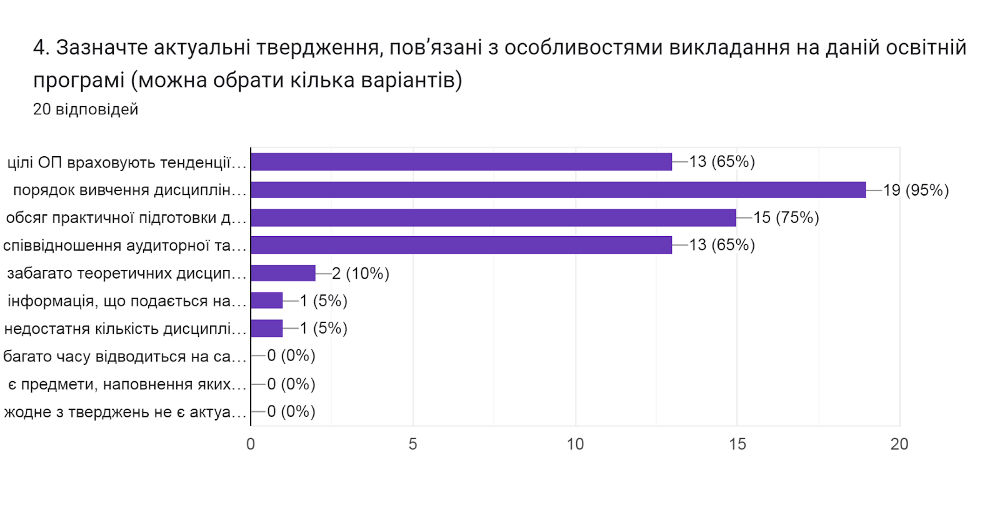 4. Зазначте актуальні твердження, пов’язані з особливостями викладання на даній освітній
програмі (можна обрати кілька варіантів)
20 відповідей
цілі ОП враховують тенденції… 13 (65%)
порядок вивчення дисциплін… 19 (95%)
обсяг практичної підготовки д… 15 (75%)
співвідношення аудиторної та… 13 (65%)
забагато теоретичних дисцип… 2 (10%)
інформація, що подається на… 1 (5%)
недостатня кількість дисциплі… 1 (5%)
багато часу відводиться на са… 0 (0%)
є предмети, наповнення яких… 0 (0%)
жодне з тверджень не є актуа… 0 (0%)
0 5 10 15 20